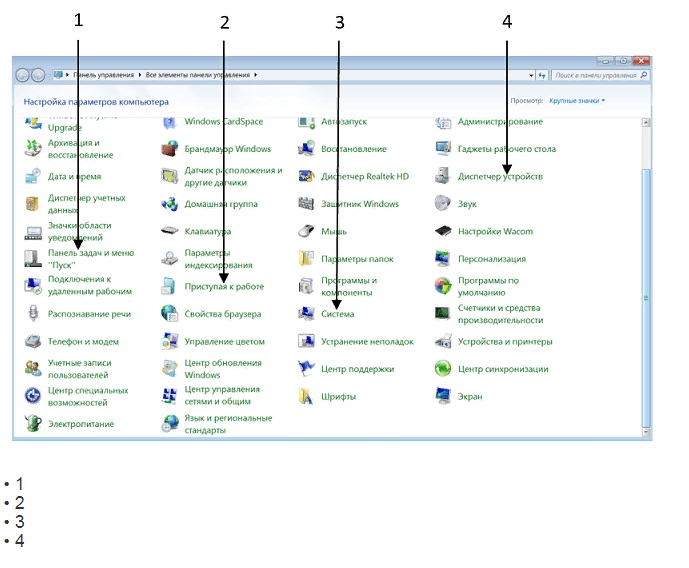 1
2
3
4
Панель управления
Все элементы панели управления
Поиск в панели управления
Настройка параметров компьютера
Просмотр:
Крупные значки
Upgrade
Windows CardSpace
Автозапуск
Администрирование
Архивация и
восстановление
Брандмауэр Windows
Восстановление
Гаджеты рабочего стола
Дата и время
Датчик расположения и
другие датчики
Диспетчер Realtek HD
Диспетчер устройств
Диспетчер учетных
данных
Домашняя группа
Защитник Windows
Звук
Значки области
уведомлений
Клавиатура
Мышь
Настройки Wacom
Панель задач и меню
"Пуск"
Параметры
индексирования
Параметры папок
Персонализация
Подключения к
удаленным рабочим
Приступая к работе
Программы и
компоненты
Программы по
умолчанию
Распознавание речи
Свойства браузера
Система
Счетчики и средства
производительности
Телефон и модем
Управление цветом
Устранение неполадок
Устройства и принтеры
Учетные записи
пользователей
Центр обновления
Windows
Центр поддержки
Центр синхронизации
Центр специальных
возможностей
Центр управления
сетями и общим
Шрифты
Экран
Электропитание
Язык и региональные
стандарты
• 1
• 2
• 3
• 4